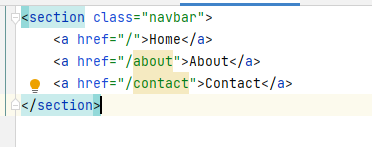 <section class="navbar">
    <a href="/">Home</a>
    <a href="/about">About</a>
    <a href="/contact">Contact</a>
</section>